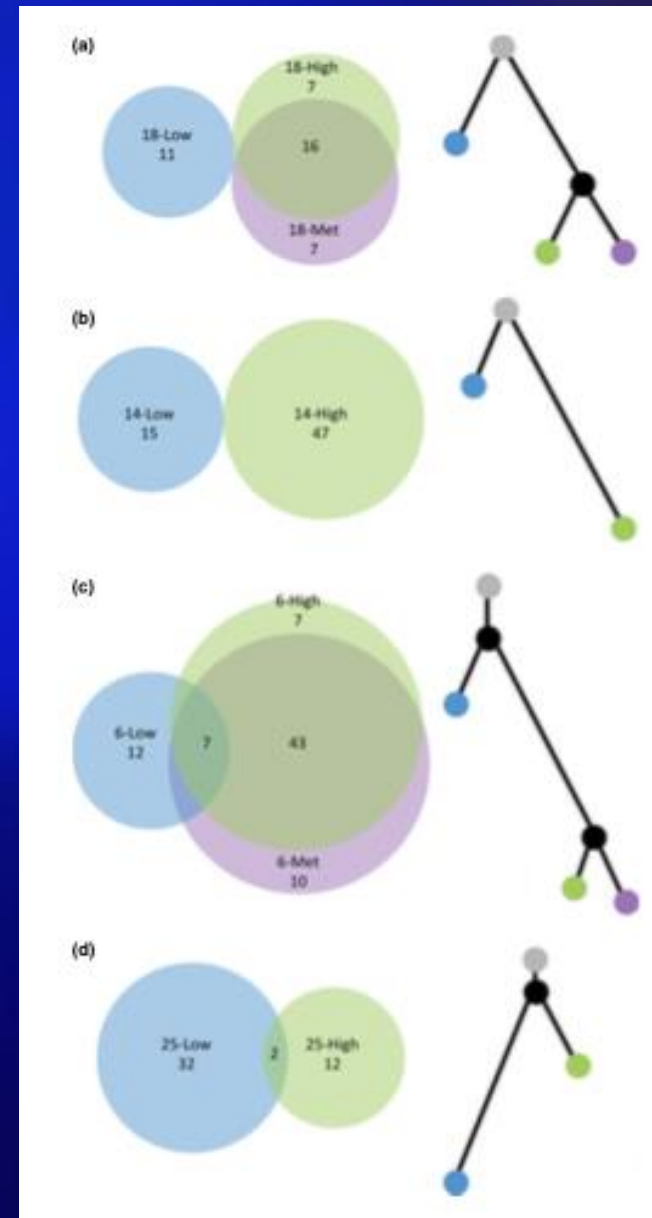 (a)
18-High
7
18-Low
11
16
18-Met
7
(b)
14-Low
15
14-High
47
(c)
6-High
7
6-Low
12
7
43
6-Met
10
(d)
25-Low
32
2
25-High
12